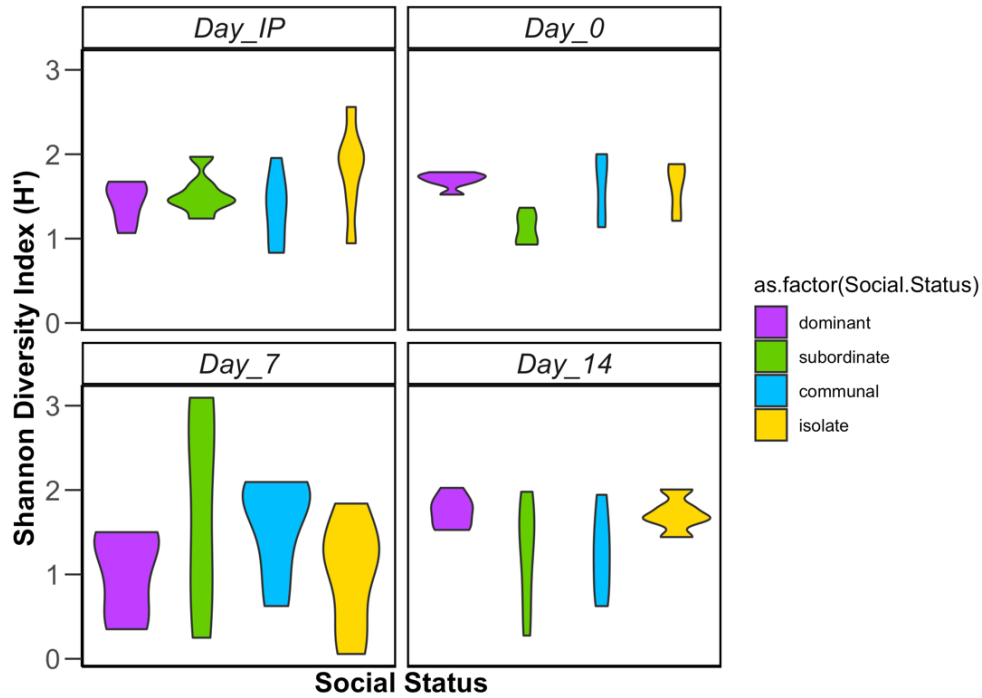 Day_IP
Day_0
3
2
1
0
Day_7
Day_14
3
2
1
0
Shannon Diversity Index (H')
Social Status
as.factor(Social.Status)
dominant
subordinate
communal
isolate